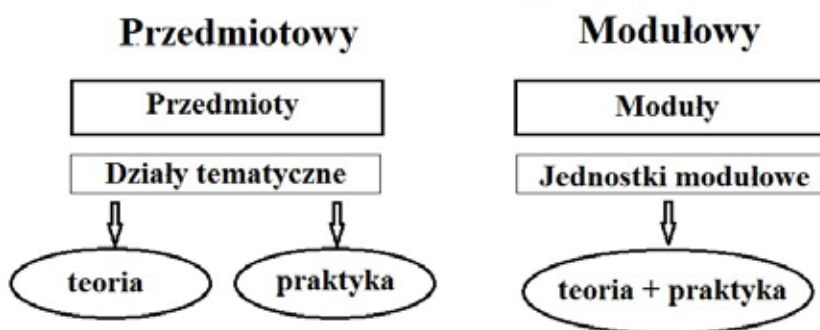 Przedmiotowy
Przedmioty
Działy tematyczne
teoria
praktyka
Modułowy
Moduły
Jednostki modułowe
teoria + praktyka